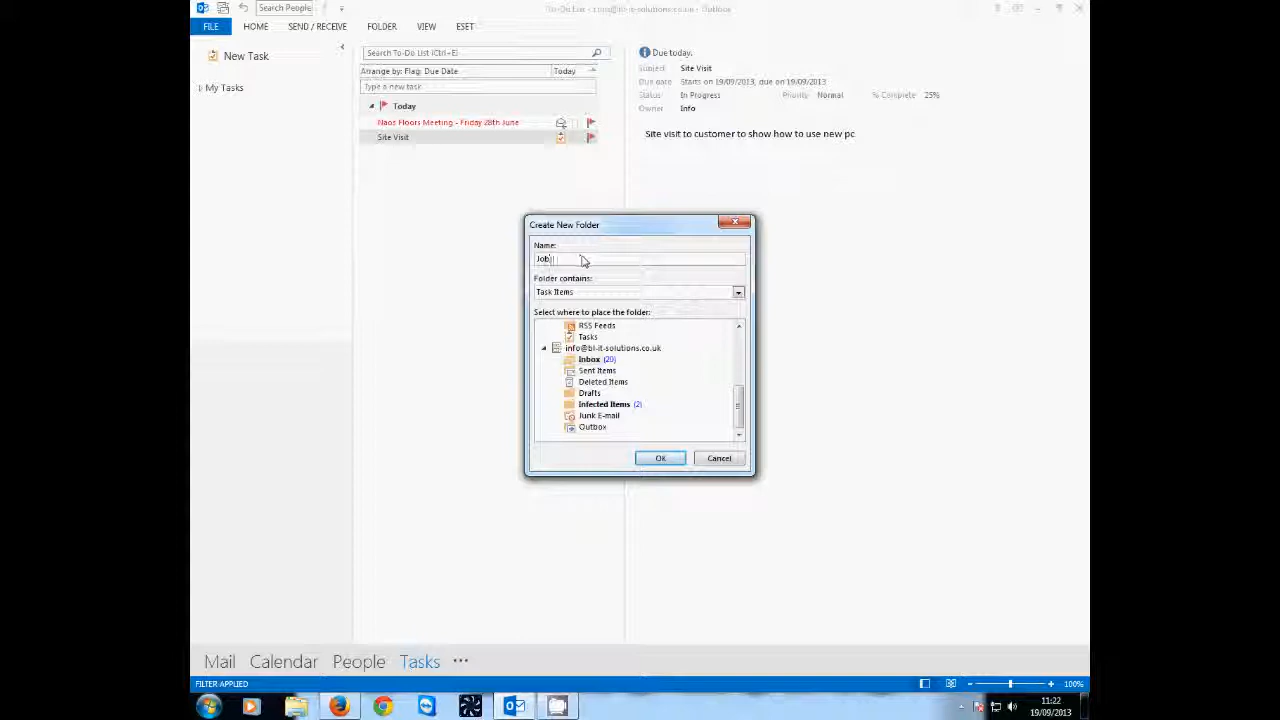 Search People
To-Do List - Outlook
FILE HOME SEND / RECEIVE FOLDER VIEW ESET
New Task
My Tasks
Search To-Do List (Ctrl+E)
Arrange by: Flag: Due Date Today
Type a new task
Today
Naos Floors Meeting - Friday 28th June
Site Visit
Due today.
Subject Site Visit
Due date Starts on 19/09/2013, due on 19/09/2013
Status In Progress Priority Normal % Complete 25%
Owner Info
Site visit to customer to show how to use new pc
Create New Folder
Name:
Job
Folder contains:
Task Items
Select where to place the folder:
RSS Feeds
Tasks
info@bl-it-solutions.co.uk
Inbox (20)
Sent Items
Deleted Items
Drafts
Infected Items (2)
Junk E-mail
Outbox
OK Cancel
Mail Calendar People Tasks •••
FILTER APPLIED 100%
11:22
19/09/2013